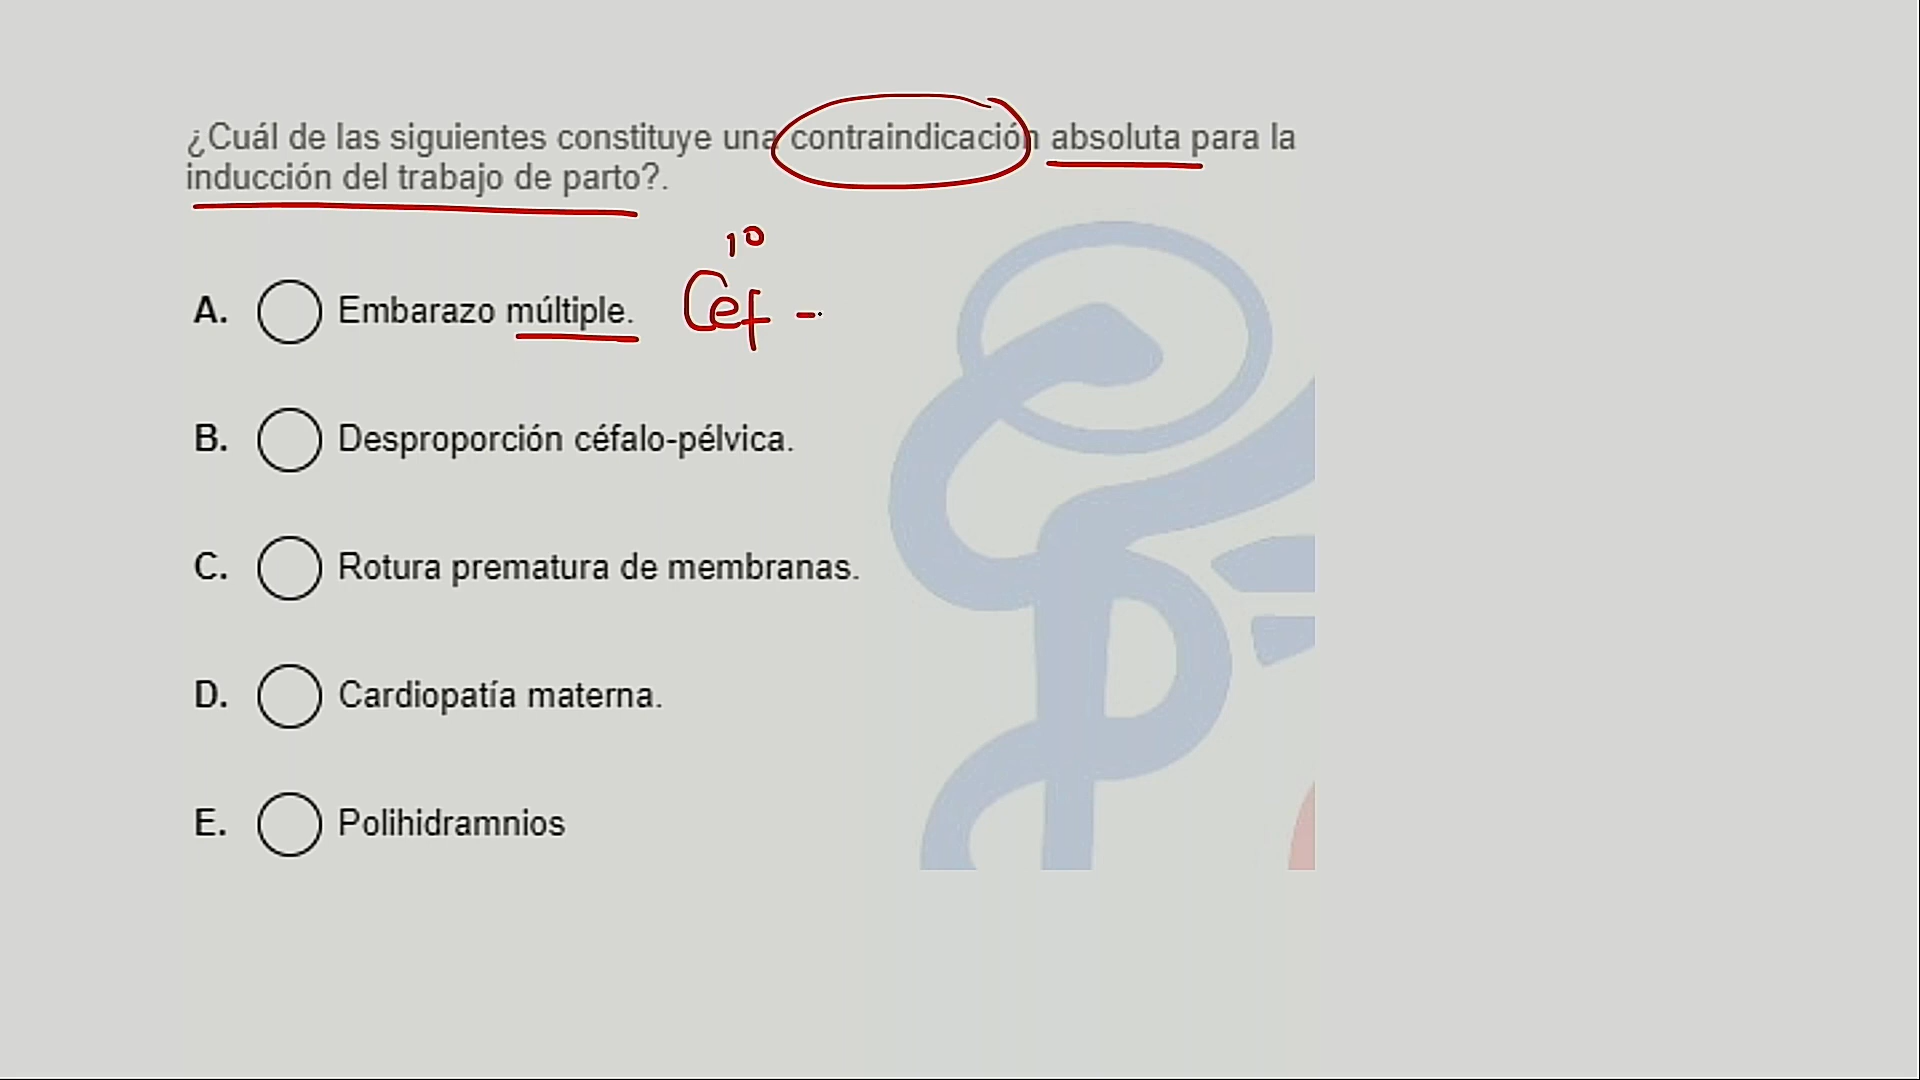 ¿Cuál de las siguientes constituye una contraindicación absoluta para la
inducción del trabajo de parto?.
1º
A. Embarazo múltiple. Cef -
B. Desproporción céfalo-pélvica.
C. Rotura prematura de membranas.
D. Cardiopatía materna.
E. Polihidramnios